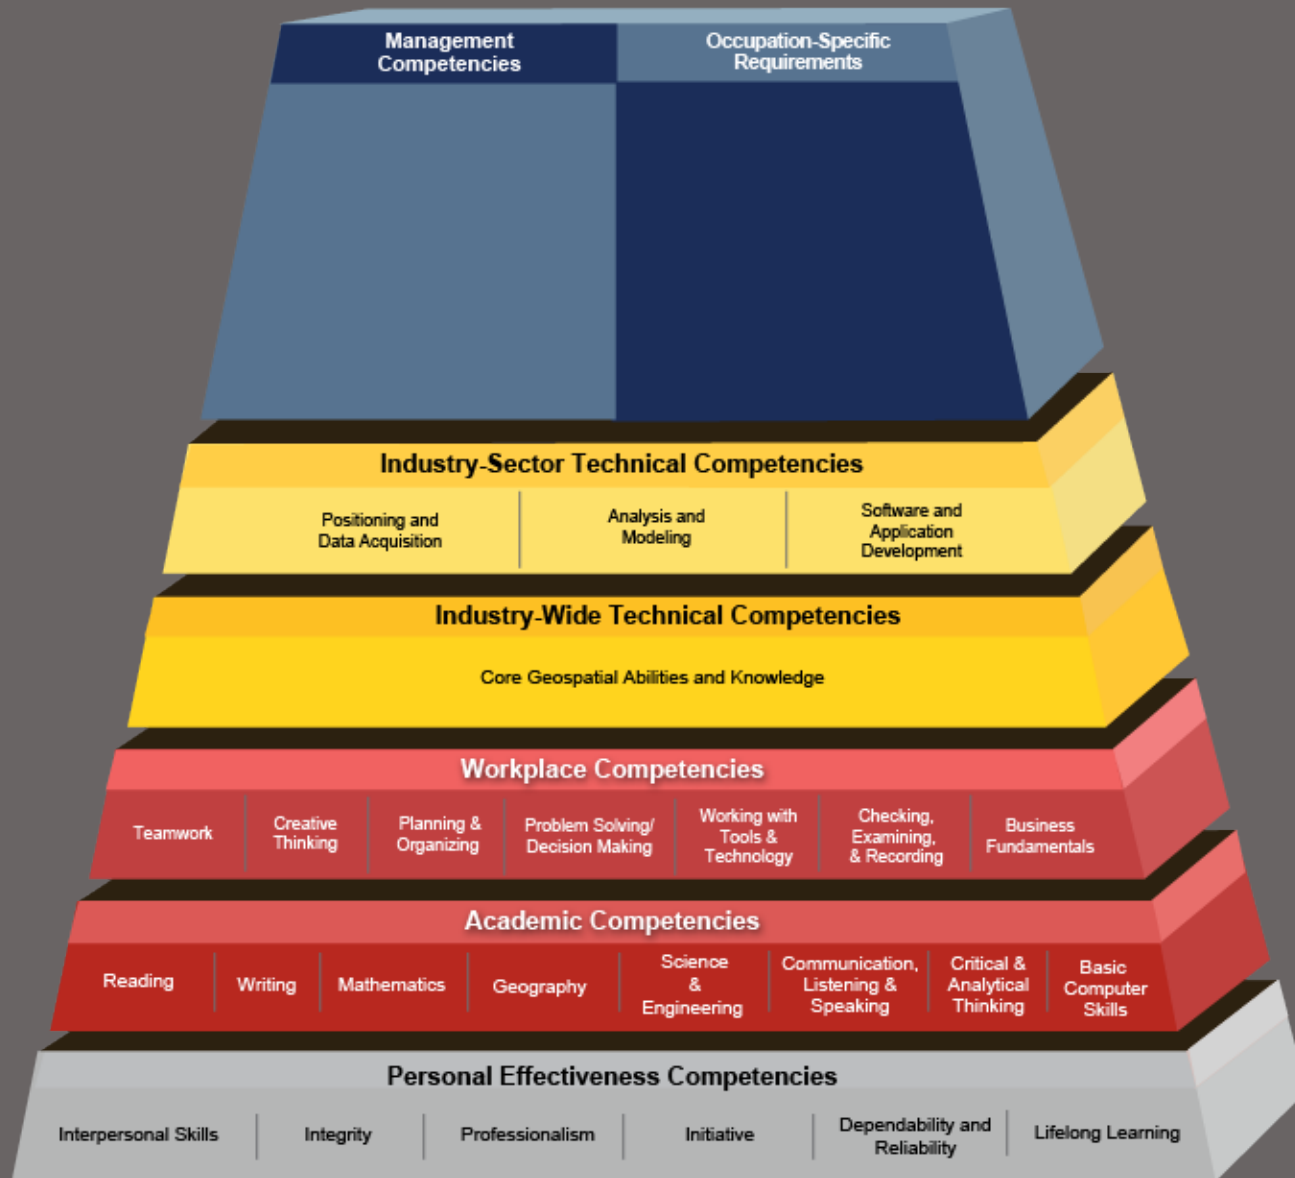 Management
Competencies
Occupation-Specific
Requirements
Industry-Sector Technical Competencies
Positioning and
Data Acquisition
Analysis and
Modeling
Software and
Application
Development
Industry-Wide Technical Competencies
Core Geospatial Abilities and Knowledge
Workplace Competencies
Teamwork
Creative
Thinking
Planning &
Organizing
Problem Solving/
Decision Making
Working with
Tools &
Technology
Checking,
Examining,
& Recording
Business
Fundamentals
Academic Competencies
Reading
Writing
Mathematics
Geography
Science
&
Engineering
Communication,
Listening &
Speaking
Critical &
Analytical
Thinking
Basic
Computer
Skills
Personal Effectiveness Competencies
Interpersonal Skills
Integrity
Professionalism
Initiative
Dependability and
Reliability
Lifelong Learning